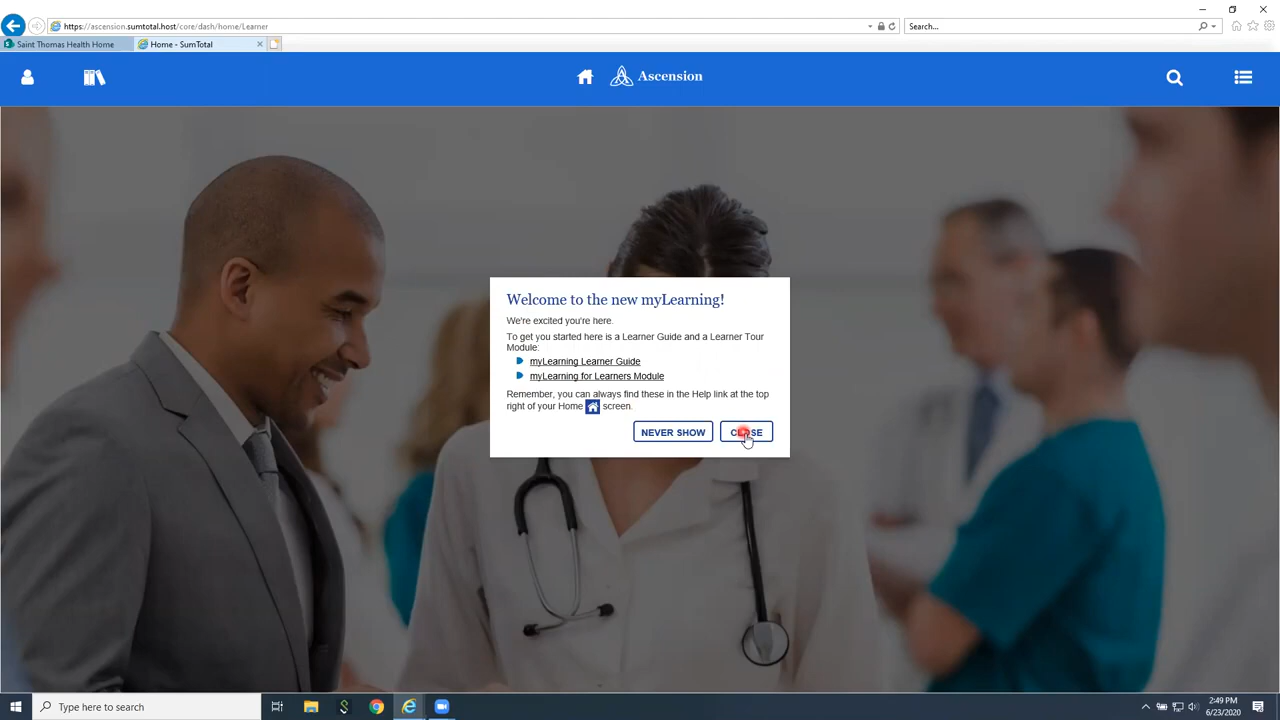 https://ascension.sumtotal.host/core/dash/home/Learner
Search...
Saint Thomas Health Home
Home - SumTotal
Ascension
Welcome to the new myLearning!
We're excited you're here.
To get you started here is a Learner Guide and a Learner Tour
Module:
myLearning Learner Guide
myLearning for Learners Module
Remember, you can always find these in the Help link at the top
right of your Home screen.
NEVER SHOW
CLOSE
Type here to search
2:49 PM
6/23/2020